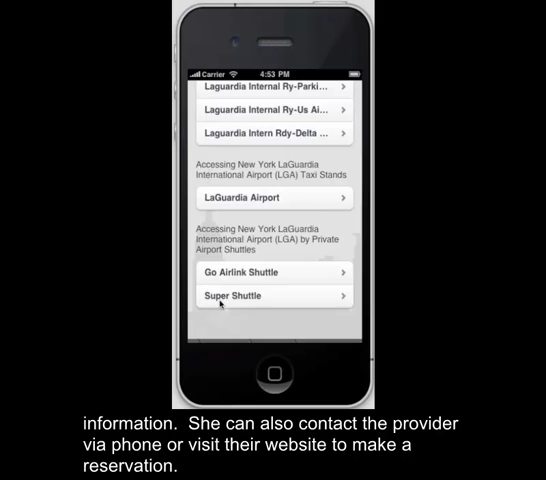 Carrier 4:53 PM
Laguardia Internal Ry-Parki...
Laguardia Internal Ry-Us Ai...
Laguardia Intern Rdy-Delta ...
Accessing New York LaGuardia
International Airport (LGA) Taxi Stands
LaGuardia Airport
Accessing New York LaGuardia
International Airport (LGA) by Private
Airport Shuttles
Go Airlink Shuttle
Super Shuttle
information.  She can also contact the provider
via phone or visit their website to make a
reservation.